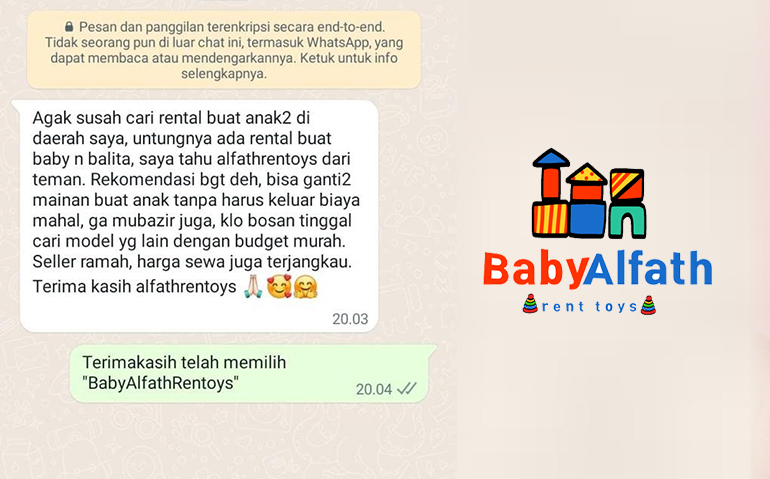 Pesan dan panggilan terenkripsi secara end-to-end.
Tidak seorang pun di luar chat ini, termasuk WhatsApp, yang
dapat membaca atau mendengarkannya. Ketuk untuk info
selengkapnya.
Agak susah cari rental buat anak2 di
daerah saya, untungnya ada rental buat
baby n balita, saya tahu alfathrentoys dari
teman. Rekomendasi bgt deh, bisa ganti2
mainan buat anak tanpa harus keluar biaya
mahal, ga mubazir juga, klo bosan tinggal
cari model yg lain dengan budget murah.
Seller ramah, harga sewa juga terjangkau.
Terima kasih alfathrentoys 🙏🏻🥰🤗
20.03
Terimakasih telah memilih
"BabyAlfathRentoys"
20.04
BabyAlfath
rent toys